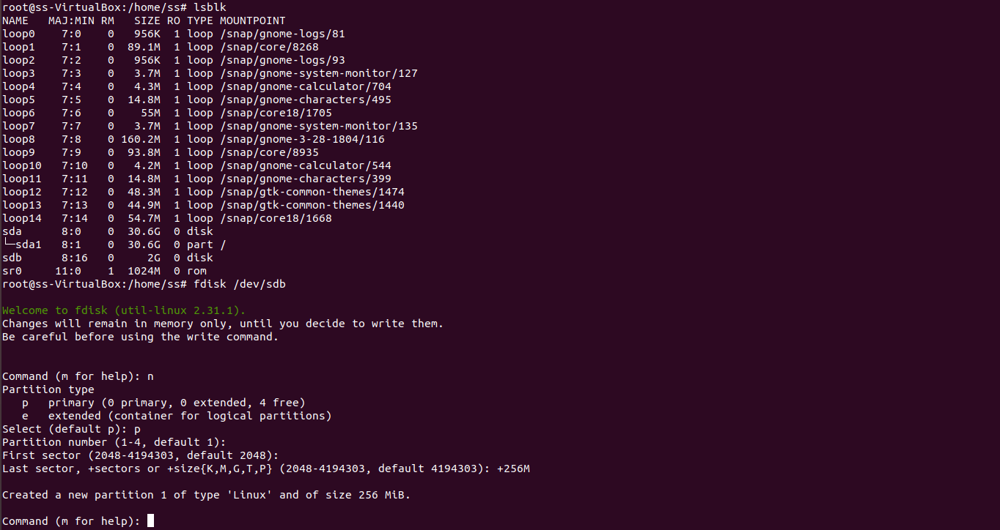 root@ss-VirtualBox:/home/ss# lsblk
NAME   MAJ:MIN RM   SIZE RO TYPE MOUNTPOINT
loop0    7:0    0   956K  1 loop /snap/gnome-logs/81
loop1    7:1    0  89.1M  1 loop /snap/core/8268
loop2    7:2    0   956K  1 loop /snap/gnome-logs/93
loop3    7:3    0   3.7M  1 loop /snap/gnome-system-monitor/127
loop4    7:4    0   4.3M  1 loop /snap/gnome-calculator/704
loop5    7:5    0  14.8M  1 loop /snap/gnome-characters/495
loop6    7:6    0    55M  1 loop /snap/core18/1705
loop7    7:7    0   3.7M  1 loop /snap/gnome-system-monitor/135
loop8    7:8    0 160.2M  1 loop /snap/gnome-3-28-1804/116
loop9    7:9    0  93.8M  1 loop /snap/core/8935
loop10   7:10   0   4.2M  1 loop /snap/gnome-calculator/544
loop11   7:11   0  14.8M  1 loop /snap/gnome-characters/399
loop12   7:12   0  48.3M  1 loop /snap/gtk-common-themes/1474
loop13   7:13   0  44.9M  1 loop /snap/gtk-common-themes/1440
loop14   7:14   0  54.7M  1 loop /snap/core18/1668
sda      8:0    0  30.6G  0 disk
└─sda1   8:1    0  30.6G  0 part /
sdb      8:16   0     2G  0 disk
sr0     11:0    1  1024M  0 rom
root@ss-VirtualBox:/home/ss# fdisk /dev/sdb
Welcome to fdisk (util-linux 2.31.1).
Changes will remain in memory only, until you decide to write them.
Be careful before using the write command.
Command (m for help): n
Partition type
   p   primary (0 primary, 0 extended, 4 free)
   e   extended (container for logical partitions)
Select (default p): p
Partition number (1-4, default 1):
First sector (2048-4194303, default 2048):
Last sector, +sectors or +size{K,M,G,T,P} (2048-4194303, default 4194303): +256M
Created a new partition 1 of type 'Linux' and of size 256 MiB.
Command (m for help):